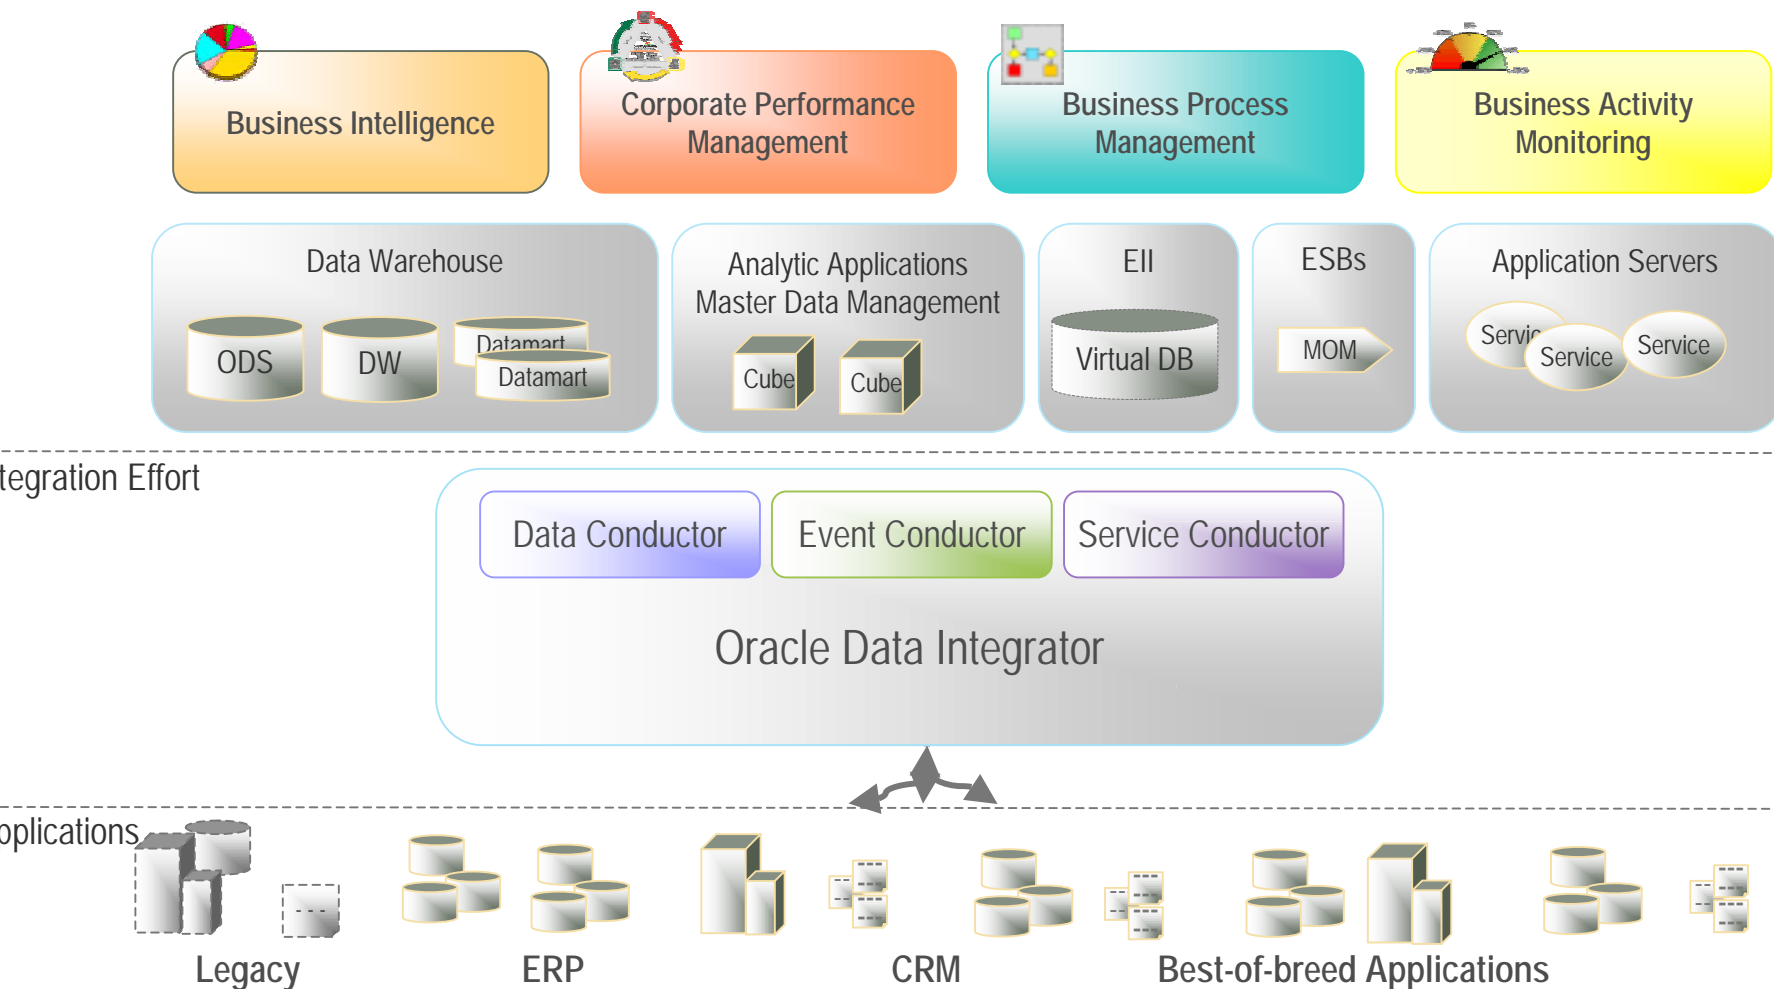 Business Intelligence
Corporate Performance
Management
Business Process
Management
Business Activity
Monitoring
Data Warehouse
ODS
DW
Datamart
Datamart
Analytic Applications
Master Data Management
Cube
Cube
EII
Virtual DB
ESBs
MOM
Application Servers
Servic
Service
Service
tegration Effort
Data Conductor
Event Conductor
Service Conductor
Oracle Data Integrator
pplications
Legacy
ERP
CRM
Best-of-breed Applications